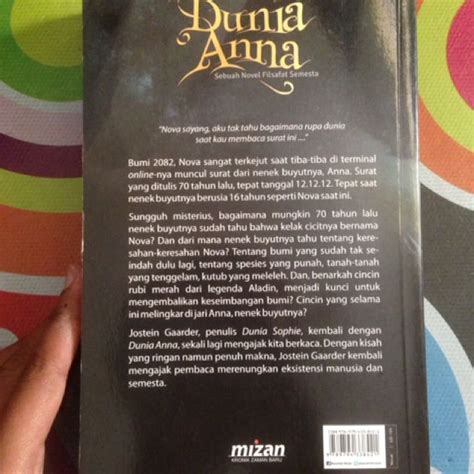 Dunia
Anna
Sebuah Novel Filsafat Semesta
"Nova sayang, aku tak tahu bagaimana rupa dunia
saat kau membaca surat ini ...."
Bumi 2082, Nova sangat terkejut saat tiba-tiba di terminal
online-nya muncul surat dari nenek buyutnya, Anna. Surat
yang ditulis 70 tahun lalu, tepat tanggal 12.12.12. Tepat saat
nenek buyutnya berusia 16 tahun seperti Nova saat ini.
Sungguh misterius, bagaimana mungkin 70 tahun lalu
nenek buyutnya sudah tahu bahwa kelak cicitnya bernama
Nova? Dan dari mana nenek buyutnya tahu tentang kere-
sahan-keresahan Nova? Tentang bumi yang sudah tak se-
indah dulu lagi, tentang spesies yang punah, tanah-tanah
yang tenggelam, kutub yang meleleh. Dan, benarkah cincin
rubi merah dari legenda Aladin, menjadi kunci untuk
mengembalikan keseimbangan bumi? Cincin yang selama
ini melingkar di jari Anna, nenek buyutnya?
Jostein Gaarder, penulis Dunia Sophie, kembali dengan
Dunia Anna, sekali lagi mengajak kita berkaca. Dengan kisah
yang ringan namun penuh makna, Jostein Gaarder kembali
mengajak pembaca merenungkan eksistensi manusia dan
semesta.
mizan
KRONIK ZAMAN BARU